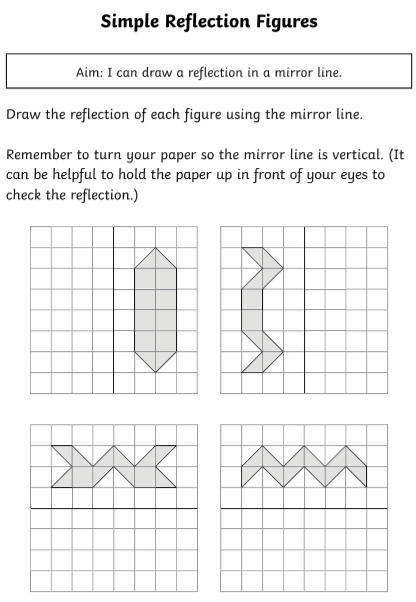 Simple Reflection Figures
Aim: I can draw a reflection in a mirror line.
Draw the reflection of each figure using the mirror line.
Remember to turn your paper so the mirror line is vertical. (It
can be helpful to hold the paper up in front of your eyes to
check the reflection.)